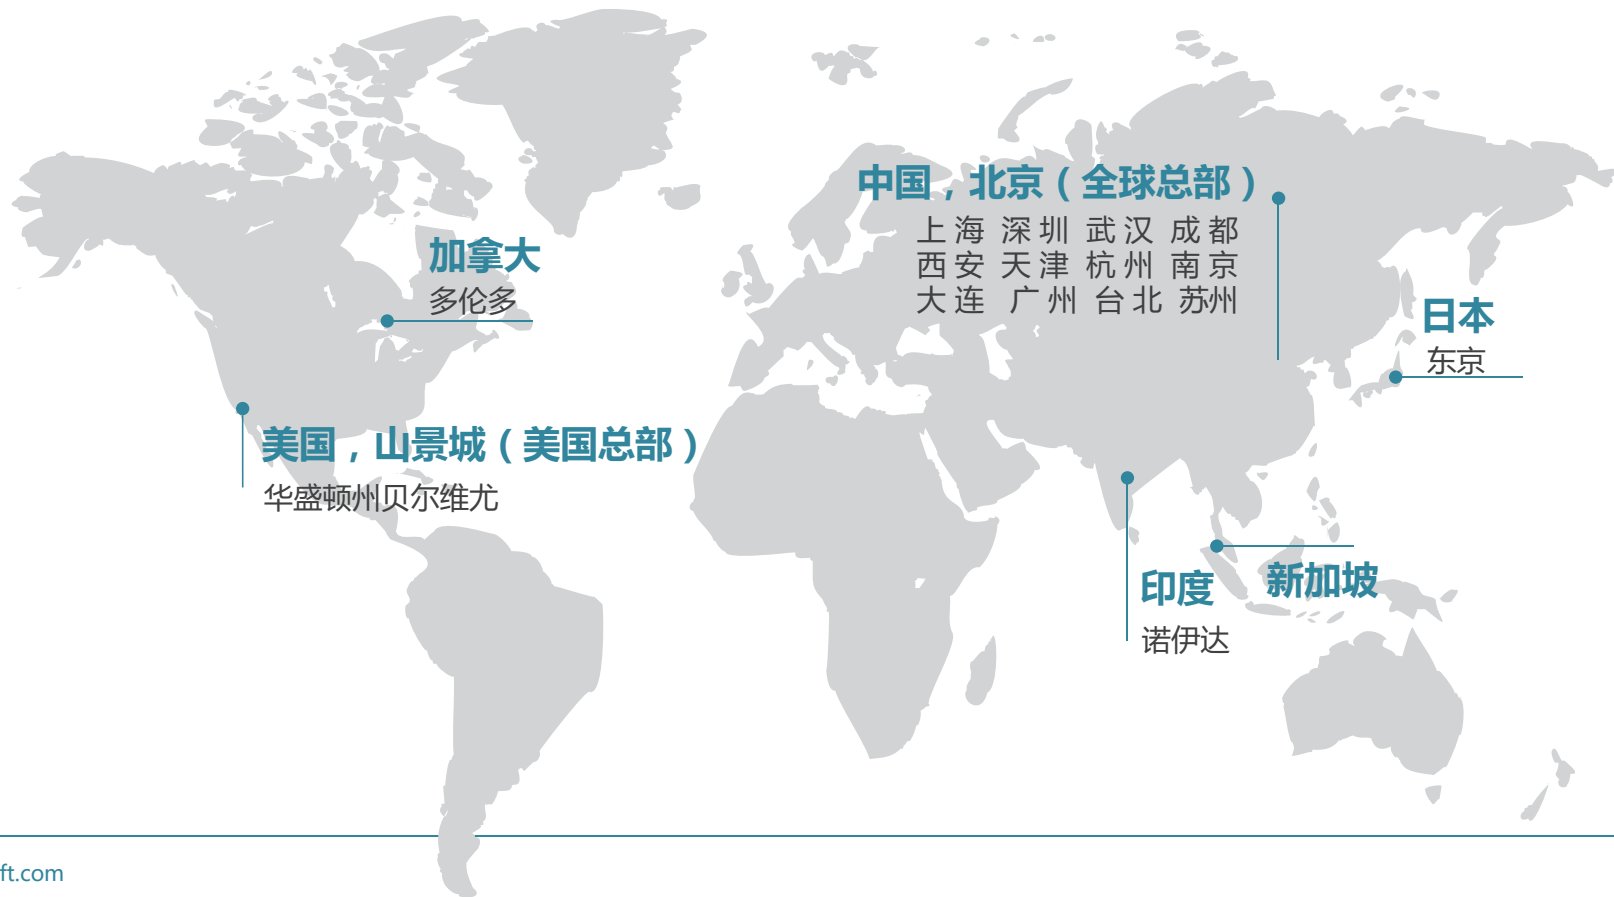 中国，北京（全球总部）
上海 深圳 武汉 成都
西安 天津 杭州 南京
大连 广州 台北 苏州
加拿大
多伦多
日本
东京
美国，山景城（美国总部）
华盛顿州贝尔维尤
新加坡
印度
诺伊达
ft.com